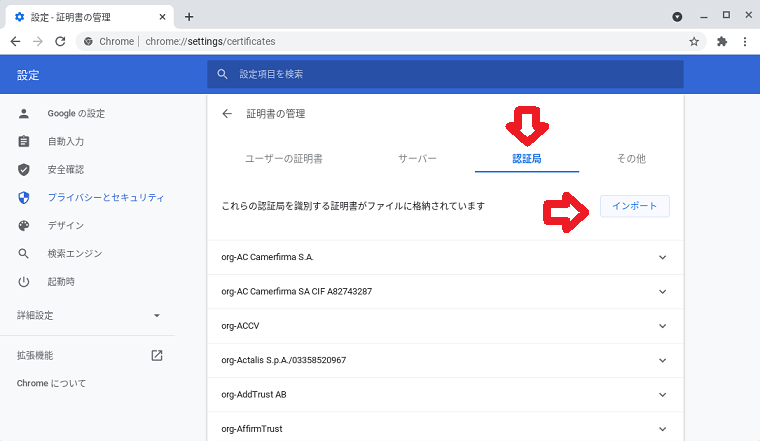 設定 - 証明書の管理
Chrome | chrome://settings/certificates
設定
設定項目を検索
Google の設定
自動入力
安全確認
プライバシーとセキュリティ
デザイン
検索エンジン
起動時
詳細設定
拡張機能
Chrome について
証明書の管理
ユーザーの証明書
サーバー
認証局
その他
これらの認証局を識別する証明書がファイルに格納されています
インポート
org-AC Camerfirma S.A.
org-AC Camerfirma SA CIF A82743287
org-ACCV
org-Actalis S.p.A./03358520967
org-AddTrust AB
org-AffirmTrust